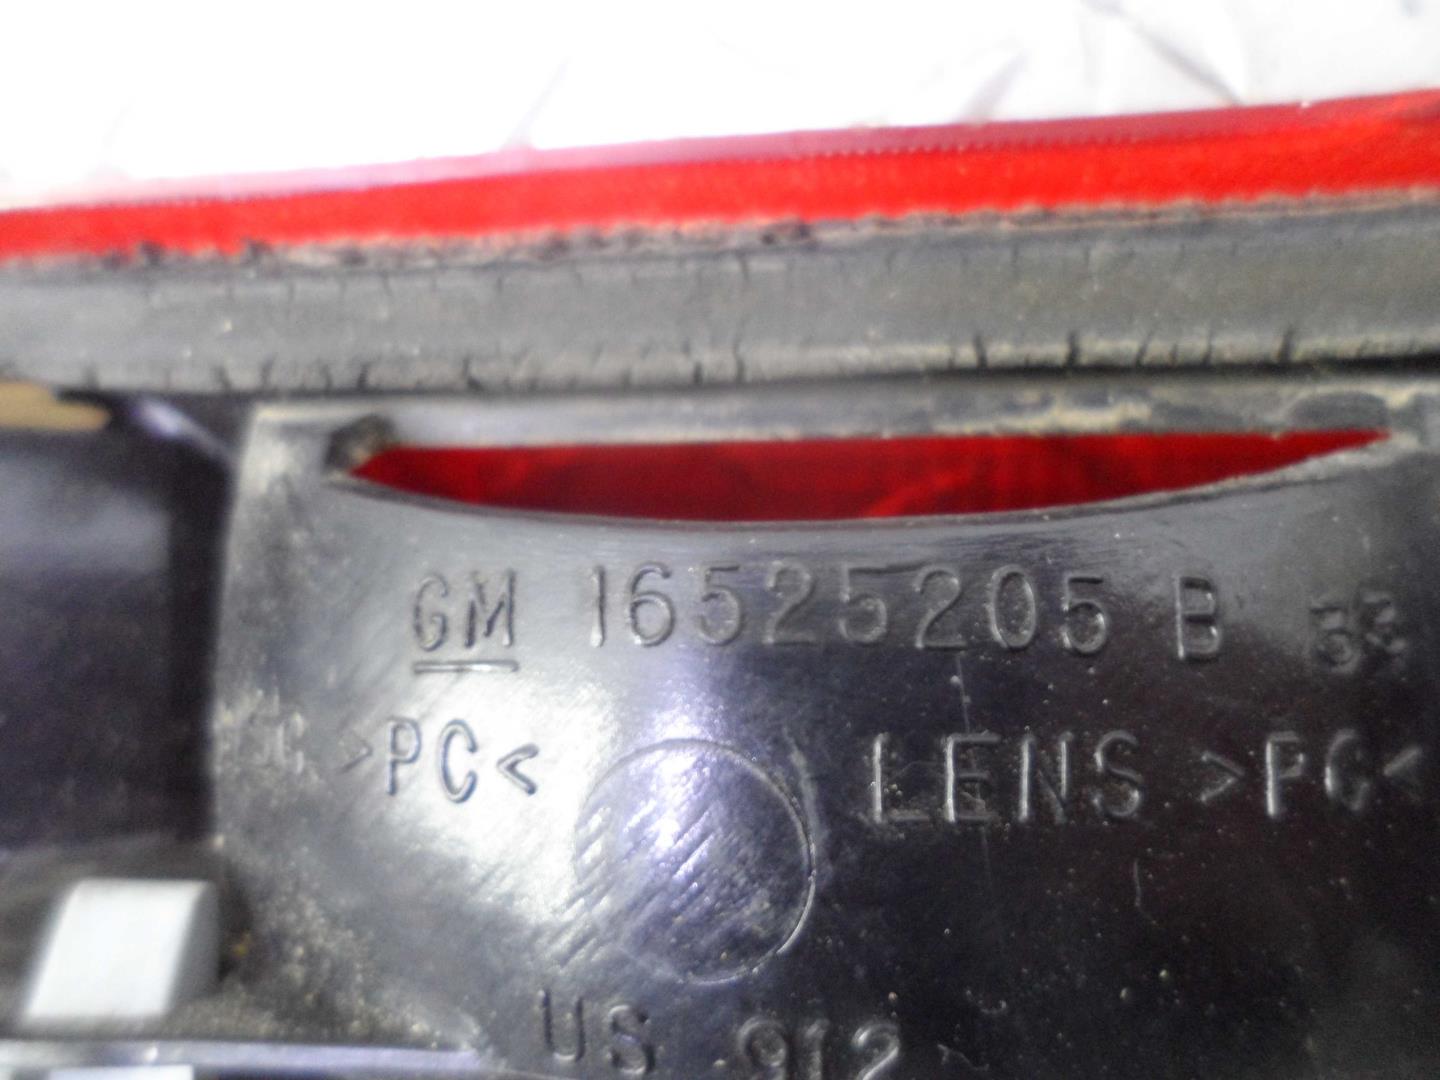 GM 16525205 B
>PC< LENS >PC<
US 912